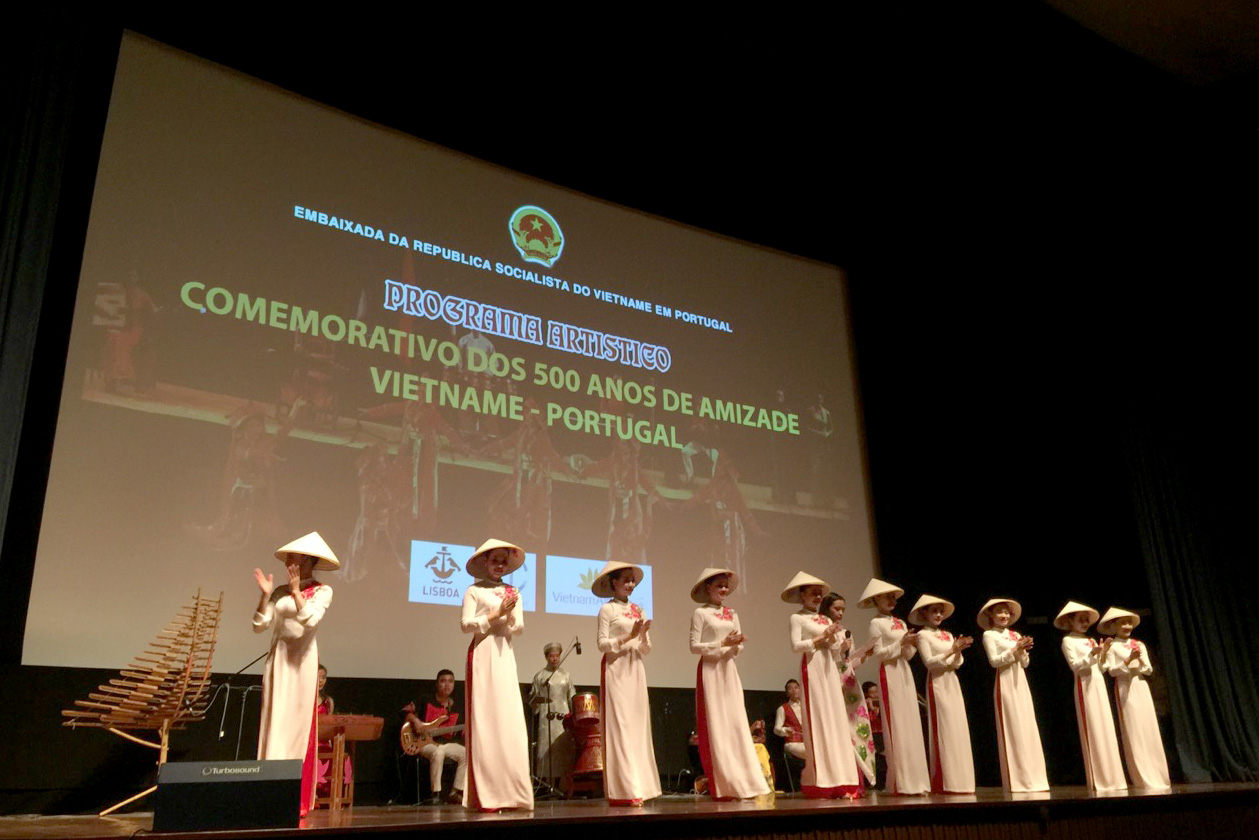 EMBAIXADA DA REPUBLICA SOCIALISTA DO VIETNAME EM PORTUGAL
PROGRAMA ARTISTICO
COMEMORATIVO DOS 500 ANOS DE AMIZADE
VIETNAME - PORTUGAL
LISBOA
Turbosound